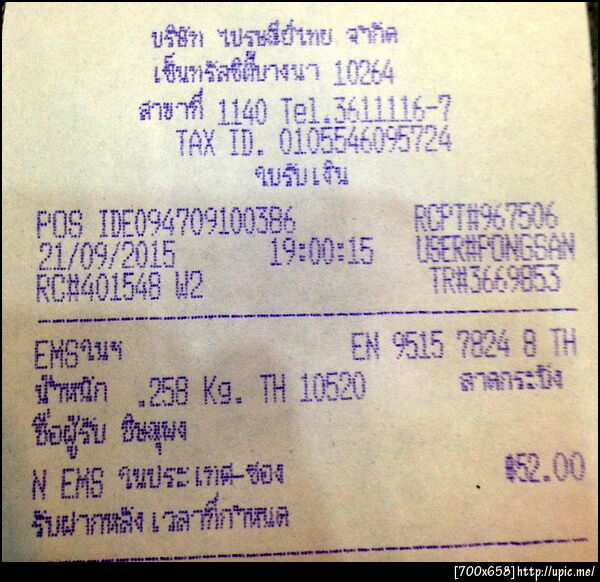 บริษัท ไปรษณีย์ไทย จำกัด
เซ็นทรัลซิตี้บางนา 10264
สาขาที่ 1140 Tel.3611116-7
TAX ID. 0105546095724
ใบรับเงิน
POS IDE094709100386 RCPT#967506
21/09/2015 19:00:15 USER#PONGSAN
RC#401548 W2 TR#3669853
EMSในฯ EN 9515 7824 8 TH
น้ำหนัก .258 Kg. TH 10520 ลาดกระบัง
ชื่อผู้รับ
N EMS ในประเทศ-ซอง ฿52.00
รับฝากหลังเวลาที่กำหนด
[700x658]http://upic.me/